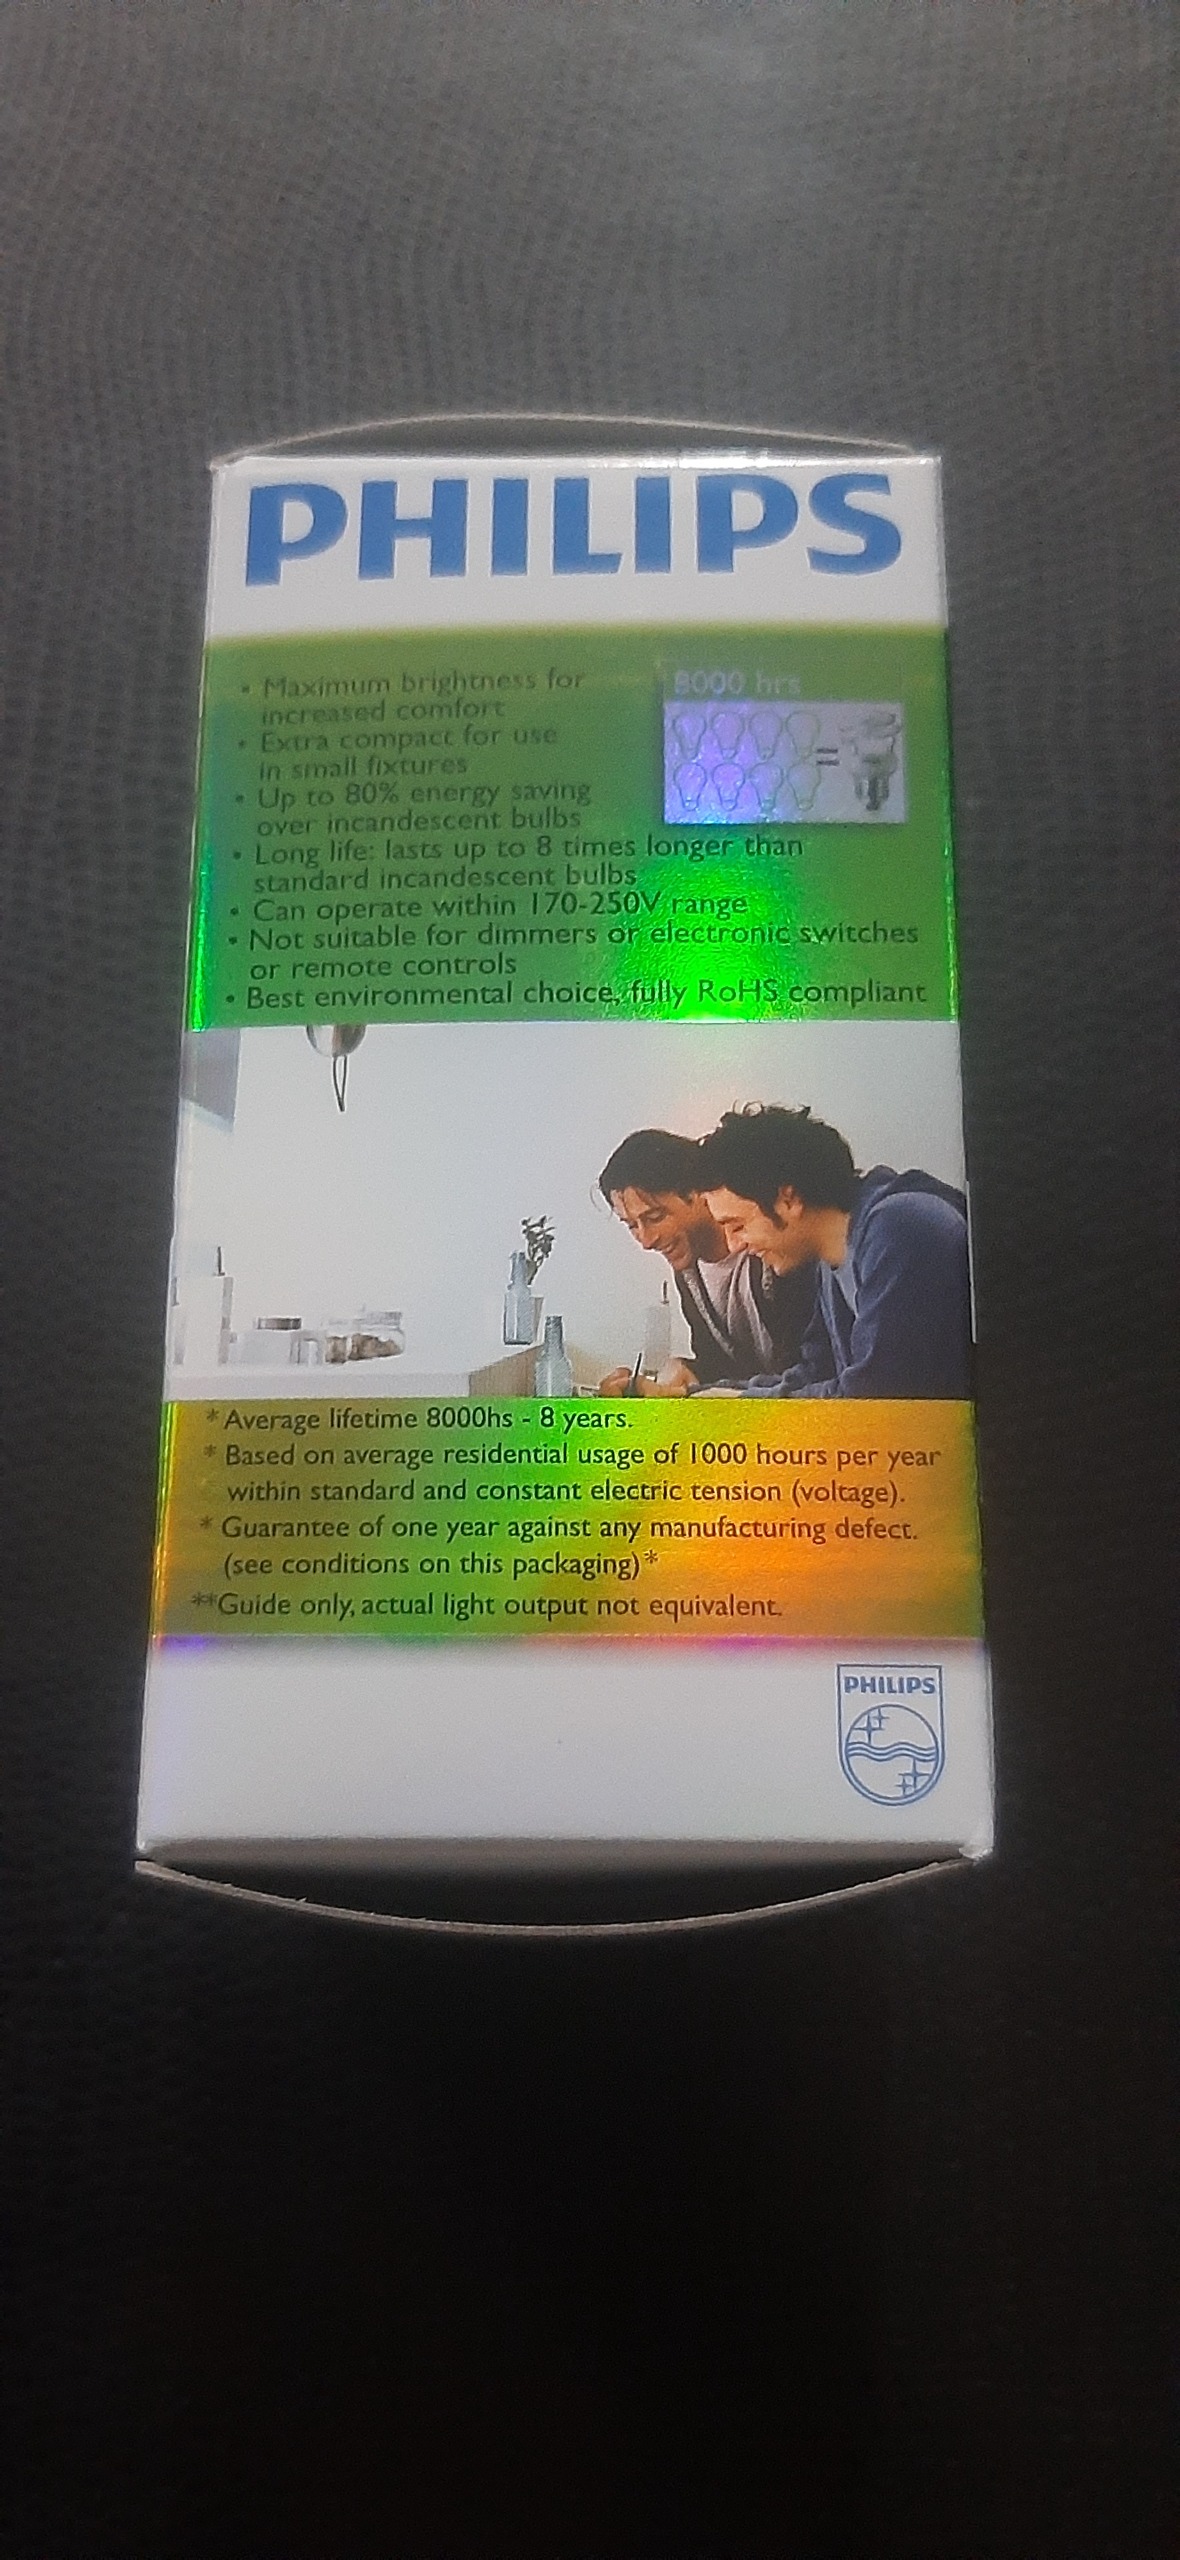 PHILIPS
• Maximum brightness for
increased comfort
• Extra compact for use
in small fixtures
• Up to 80% energy saving
over incandescent bulbs
8000 hrs
=
• Long life: lasts up to 8 times longer than
standard incandescent bulbs
• Can operate within 170-250V range
• Not suitable for dimmers or electronic switches
or remote controls
• Best environmental choice, fully RoHS compliant
* Average lifetime 8000hs - 8 years.
* Based on average residential usage of 1000 hours per year
within standard and constant electric tension (voltage).
* Guarantee of one year against any manufacturing defect.
(see conditions on this packaging)*
**Guide only, actual light output not equivalent.
PHILIPS